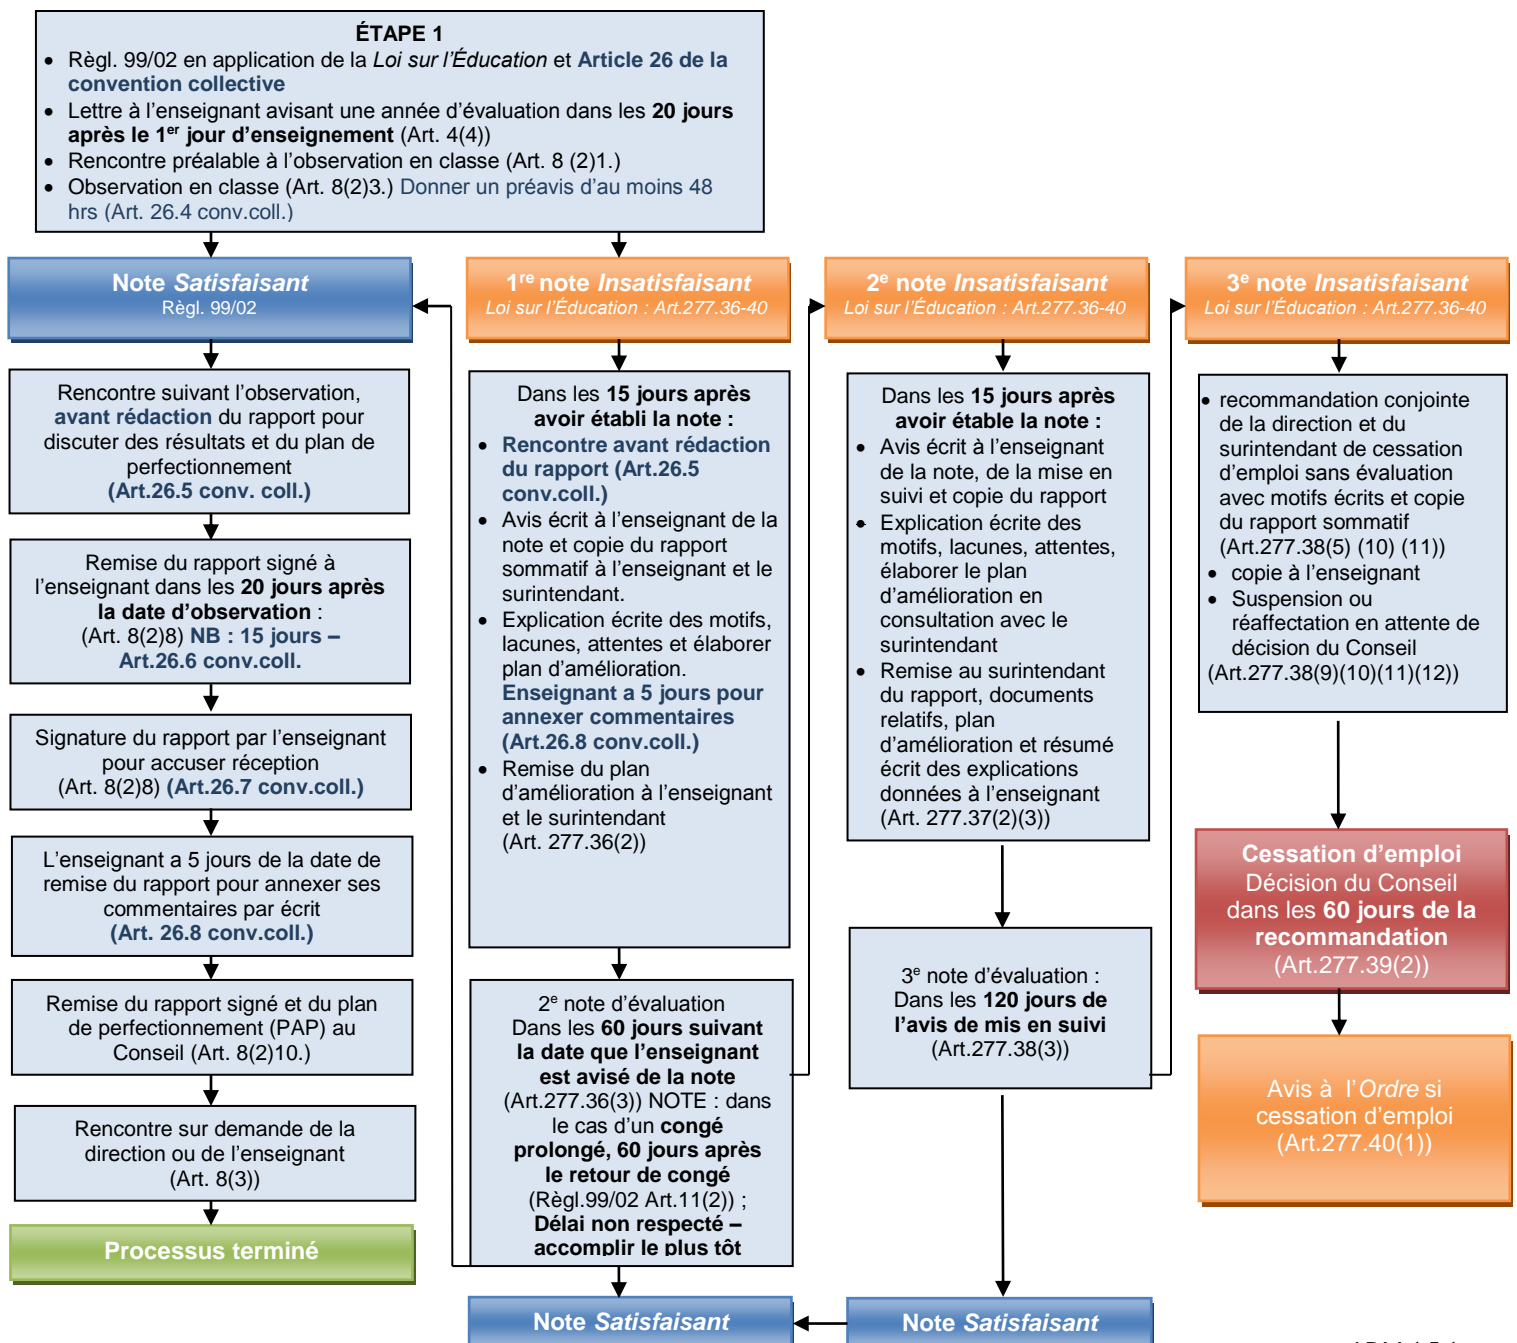 ÉTAPE 1
• Règl. 99/02 en application de la Loi sur l'Éducation et Article 26 de la
convention collective
• Lettre à l'enseignant avisant une année d'évaluation dans les 20 jours
après le 1er jour d'enseignement (Art. 4(4))
• Rencontre préalable à l'observation en classe (Art. 8 (2)1.)
• Observation en classe (Art. 8(2)3.) Donner un préavis d'au moins 48
hrs (Art. 26.4 conv.coll.)
Note Satisfaisant
Règl. 99/02
Rencontre suivant l'observation,
avant rédaction du rapport pour
discuter des résultats et du plan de
perfectionnement
(Art.26.5 conv. coll.)
Remise du rapport signé à
l'enseignant dans les 20 jours après
la date d'observation :
(Art. 8(2)8) NB : 15 jours –
Art.26.6 conv.coll.
Signature du rapport par l'enseignant
pour accuser réception
(Art. 8(2)8) (Art.26.7 conv.coll.)
L'enseignant a 5 jours de la date de
remise du rapport pour annexer ses
commentaires par écrit
(Art. 26.8 conv.coll.)
Remise du rapport signé et du plan
de perfectionnement (PAP) au
Conseil (Art. 8(2)10.)
Rencontre sur demande de la
direction ou de l'enseignant
(Art. 8(3))
Processus terminé
1re note Insatisfaisant
Loi sur l'Éducation : Art.277.36-40
Dans les 15 jours après
avoir établi la note :
• Rencontre avant rédaction
du rapport (Art.26.5
conv.coll.)
• Avis écrit à l'enseignant de la
note et copie du rapport
sommatif à l'enseignant et le
surintendant.
• Explication écrite des motifs,
lacunes, attentes et élaborer
plan d'amélioration.
Enseignant a 5 jours pour
annexer commentaires
(Art.26.8 conv.coll.)
• Remise du plan
d'amélioration à l'enseignant
et le surintendant
(Art. 277.36(2))
2e note d'évaluation
Dans les 60 jours suivant
la date que l'enseignant
est avisé de la note
(Art.277.36(3)) NOTE : dans
le cas d'un congé
prolongé, 60 jours après
le retour de congé
(Règl.99/02 Art.11(2)) ;
Délai non respecté –
accomplir le plus tôt
Note Satisfaisant
2e note Insatisfaisant
Loi sur l'Éducation : Art.277.36-40
Dans les 15 jours après
avoir étable la note :
• Avis écrit à l'enseignant
de la note, de la mise en
suivi et copie du rapport
• Explication écrite des
motifs, lacunes, attentes,
élaborer le plan
d'amélioration en
consultation avec le
surintendant
• Remise au surintendant
du rapport, documents
relatifs, plan
d'amélioration et résumé
écrit des explications
données à l'enseignant
(Art. 277.37(2)(3))
3e note d'évaluation :
Dans les 120 jours de
l'avis de mis en suivi
(Art.277.38(3))
Note Satisfaisant
3e note Insatisfaisant
Loi sur l'Éducation : Art.277.36-40
• recommandation conjointe
de la direction et du
surintendant de cessation
d'emploi sans évaluation
avec motifs écrits et copie
du rapport sommatif
(Art.277.38(5) (10) (11))
• copie à l'enseignant
• Suspension ou
réaffectation en attente de
décision du Conseil
(Art.277.38(9)(10)(11)(12))
Cessation d'emploi
Décision du Conseil
dans les 60 jours de la
recommandation
(Art.277.39(2))
Avis à l'Ordre si
cessation d'emploi
(Art.277.40(1))